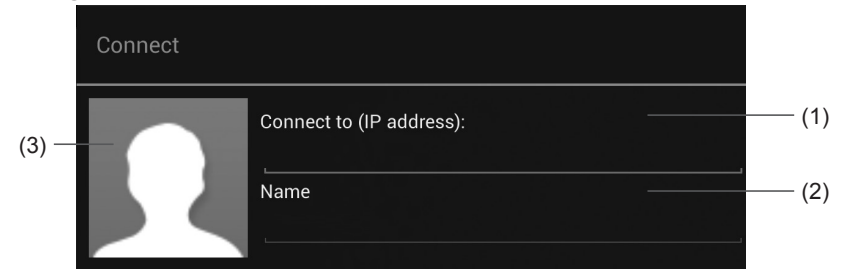 Connect
Connect to (IP address):
(1)
(3)
Name
(2)